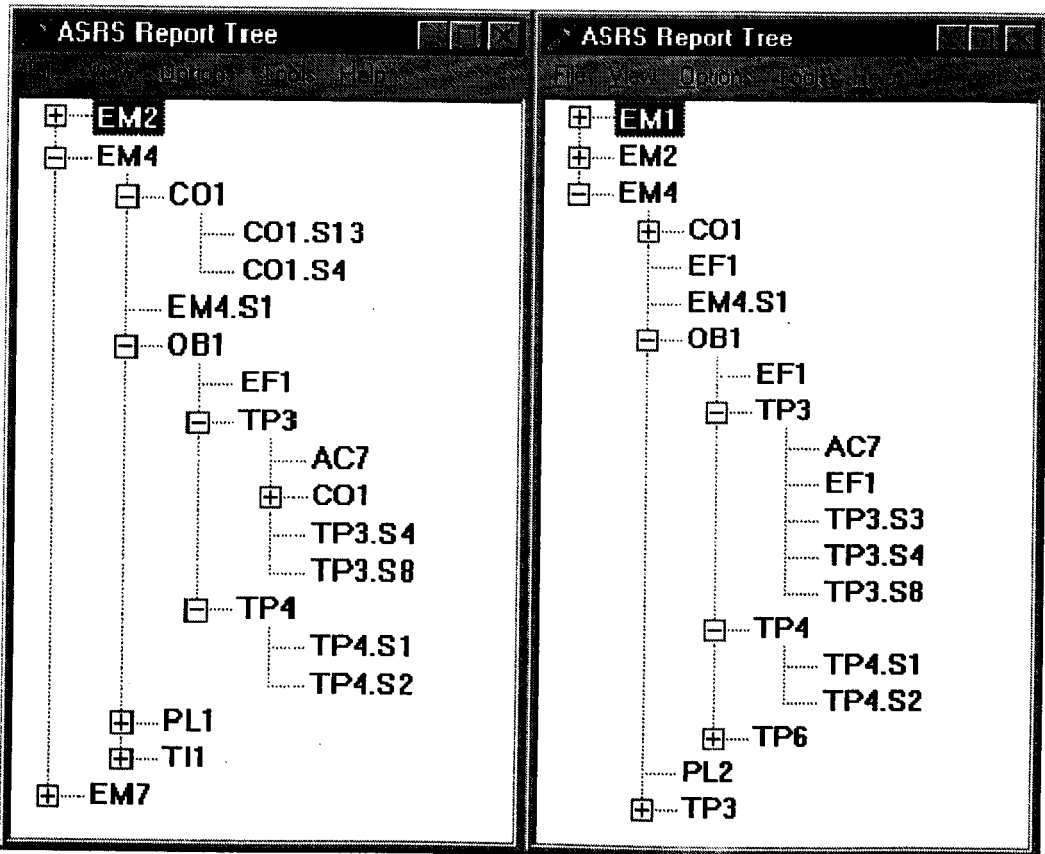 ASRS Report Tree
Options Tools Help
EM2
EM4
CO1
CO1.S13
CO1.S4
EM4.S1
OB1
EF1
TP3
AC7
CO1
TP3.S4
TP3.S8
TP4
TP4.S1
TP4.S2
PL1
TI1
EM7
ASRS Report Tree
File View Options Tools Help
EM1
EM2
EM4
CO1
EF1
EM4.S1
OB1
EF1
TP3
AC7
EF1
TP3.S3
TP3.S4
TP3.S8
TP4
TP4.S1
TP4.S2
TP6
PL2
TP3